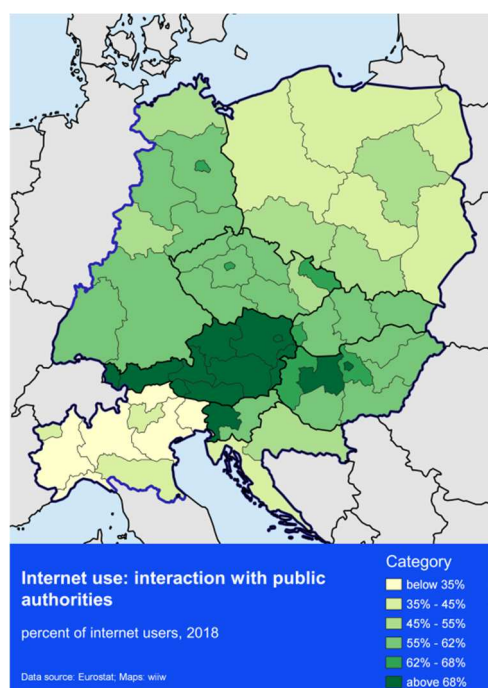 Internet use: interaction with public
authorities
percent of internet users, 2018
Data source: Eurostat; Maps: wiiw
Category
below 35%
35% - 45%
45% - 55%
55% - 62%
62% - 68%
above 68%